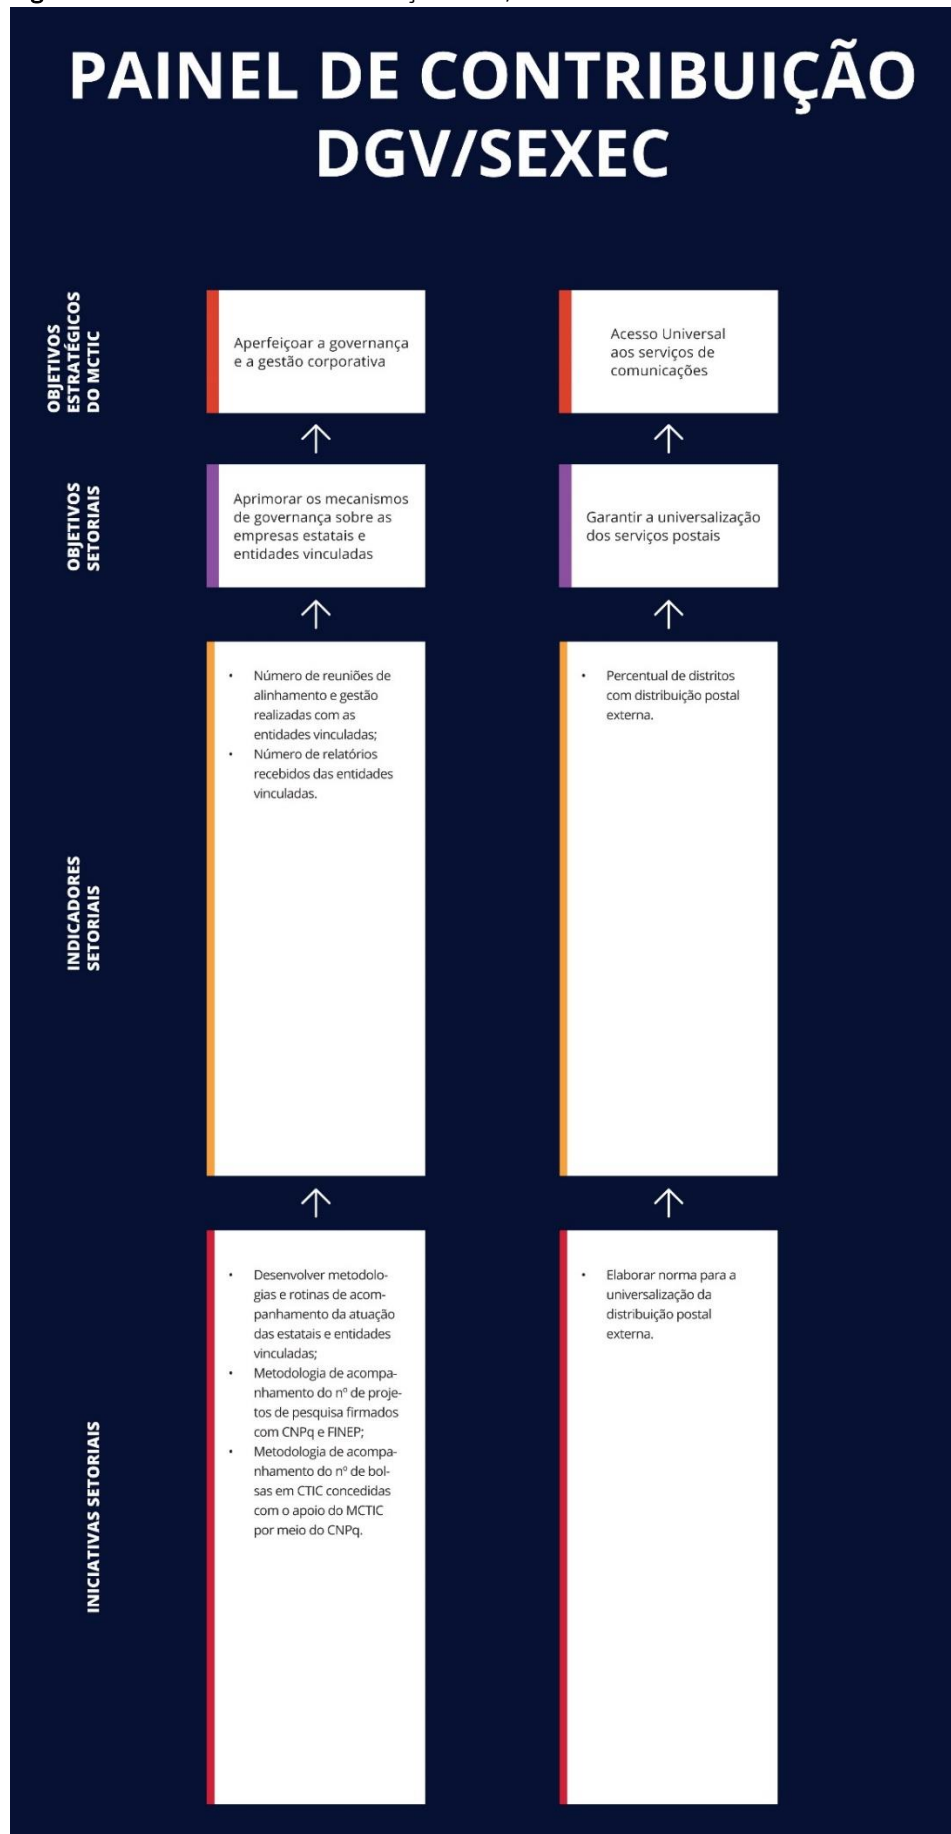 PAINEL DE CONTRIBUIÇÃO
DGV/SEXEC
OBJETIVOS
ESTRATÉGICOS
DO MCTIC
Aperfeiçoar a governança
e a gestão corporativa
Acesso Universal
aos serviços de
comunicações
OBJETIVOS
SETORIAIS
Aprimorar os mecanismos
de governança sobre as
empresas estatais e
entidades vinculadas
Garantir a universalização
dos serviços postais
INDICADORES
SETORIAIS
• Número de reuniões de
alinhamento e gestão
realizadas com as
entidades vinculadas;
• Número de relatórios
recebidos das entidades
vinculadas.
• Percentual de distritos
com distribuição postal
externa.
INICIATIVAS SETORIAIS
• Desenvolver metodolo-
gias e rotinas de acom-
panhamento da atuação
das estatais e entidades
vinculadas;
• Metodologia de acompa-
nhamento do nº de proje-
tos de pesquisa firmados
com CNPq e FINEP;
• Metodologia de acompa-
nhamento do nº de bol-
sas em CTIC concedidas
com o apoio do MCTIC
por meio do CNPq.
• Elaborar norma para a
universalização da
distribuição postal
externa.